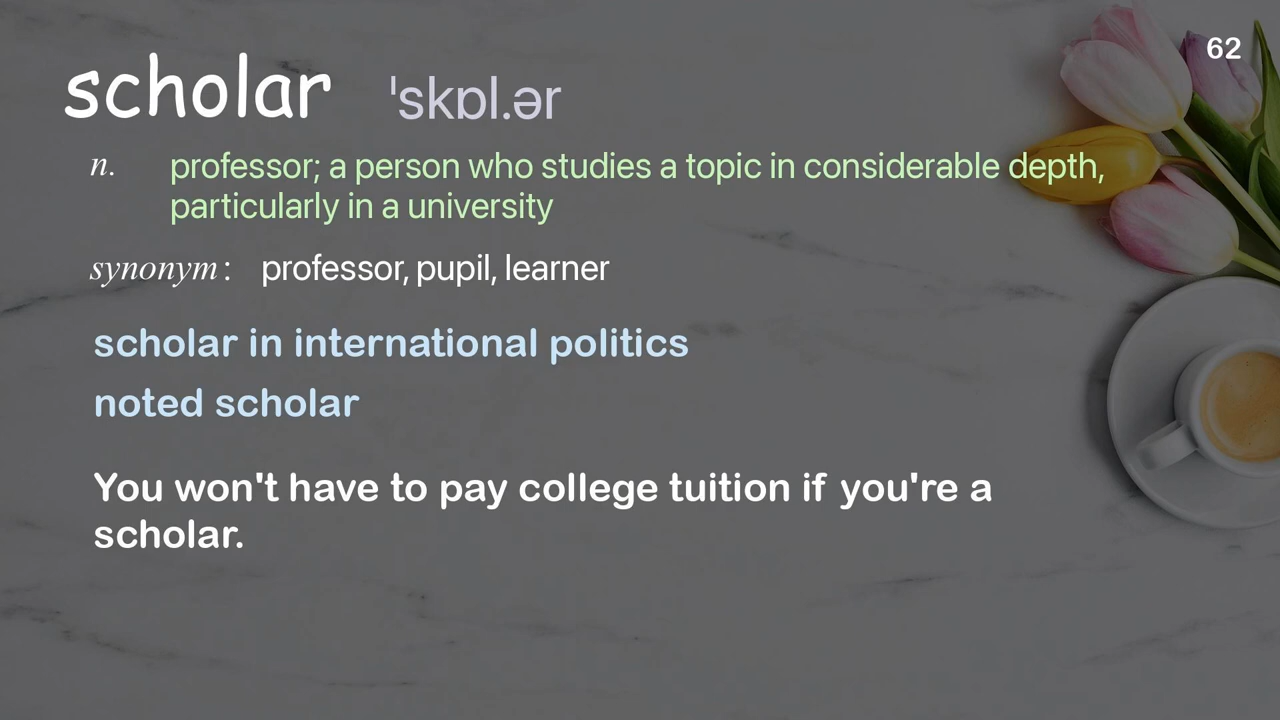 62
scholar ˈskɒl.ər
n. professor; a person who studies a topic in considerable depth,
particularly in a university
synonym: professor, pupil, learner
scholar in international politics
noted scholar
You won't have to pay college tuition if you're a
scholar.